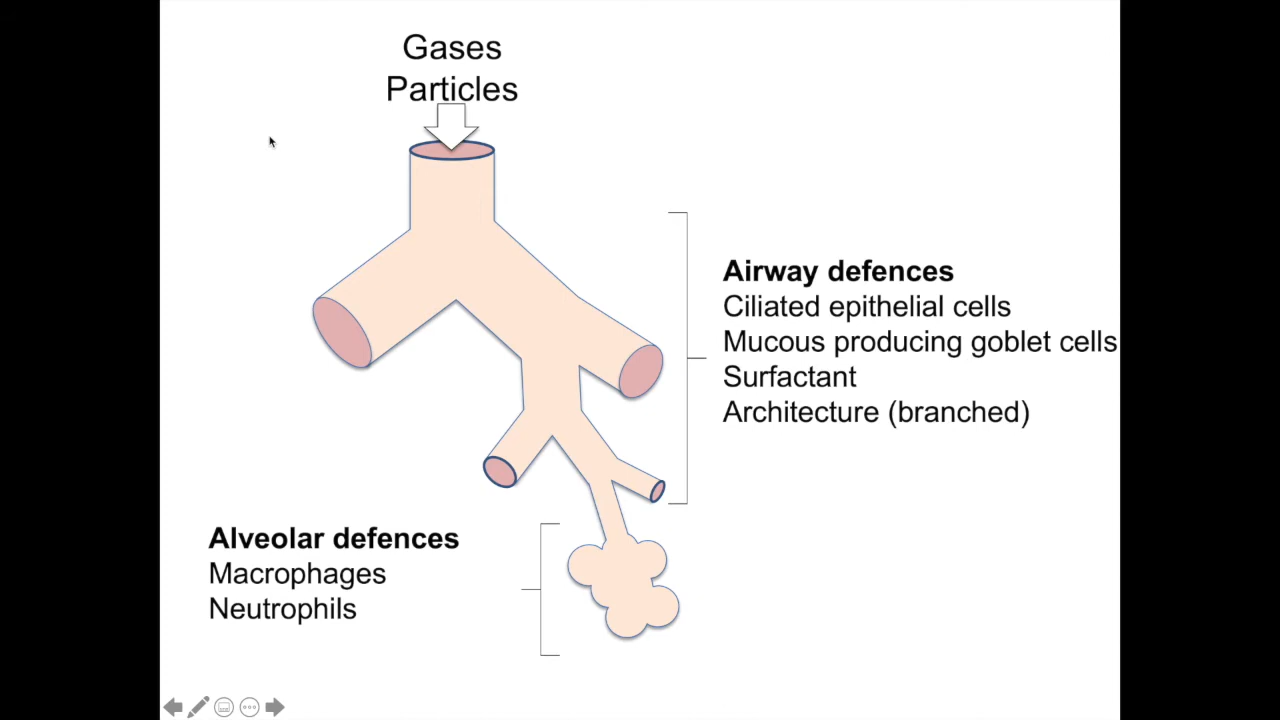 Gases
Particles
Airway defences
Ciliated epithelial cells
Mucous producing goblet cells
Surfactant
Architecture (branched)
Alveolar defences
Macrophages
Neutrophils